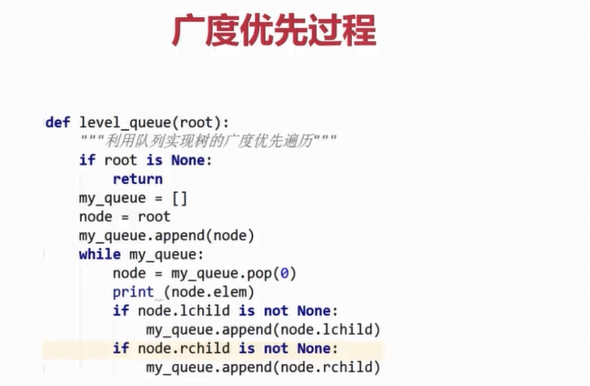 广度优先过程
def level_queue(root):
    """利用队列实现树的广度优先遍历"""
    if root is None:
        return
    my_queue = []
    node = root
    my_queue.append(node)
    while my_queue:
        node = my_queue.pop(0)
        print (node.elem)
        if node.lchild is not None:
            my_queue.append(node.lchild)
        if node.rchild is not None:
            my_queue.append(node.rchild)